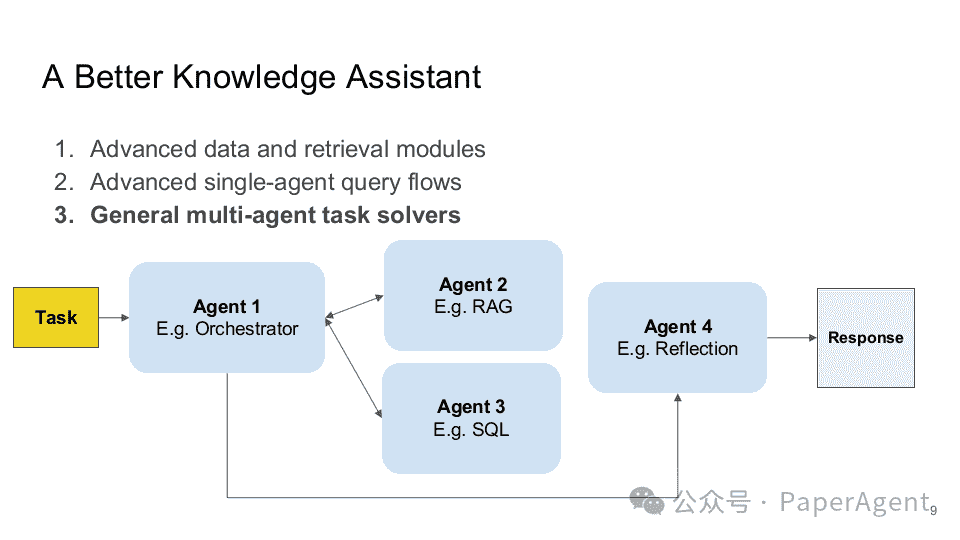 A Better Knowledge Assistant
1. Advanced data and retrieval modules
2. Advanced single-agent query flows
3. General multi-agent task solvers
Task
Agent 1
E.g. Orchestrator
Agent 2
E.g. RAG
Agent 3
E.g. SQL
Agent 4
E.g. Reflection
Response
公众号 · PaperAgent
9